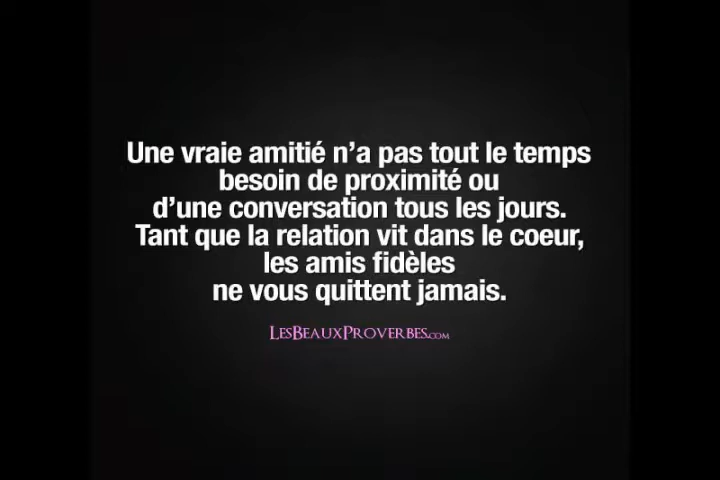 Une vraie amitié n'a pas tout le temps
besoin de proximité ou
d'une conversation tous les jours.
Tant que la relation vit dans le coeur,
les amis fidèles
ne vous quittent jamais.
LESBEAUXPROVERBES.COM